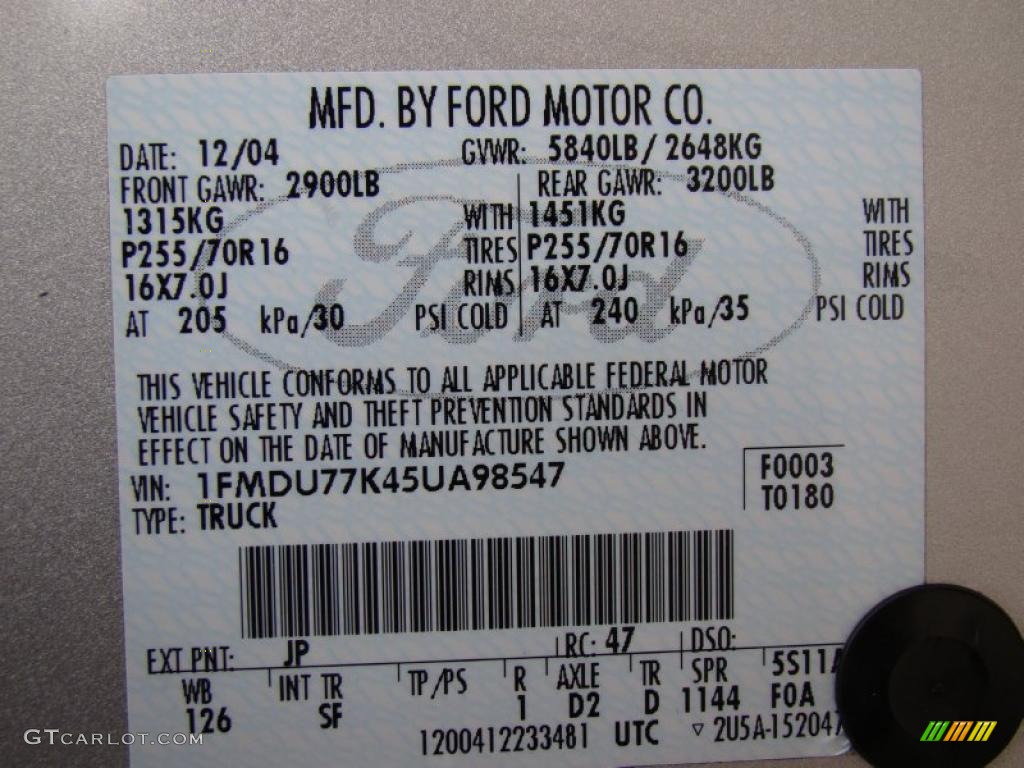 MFD. BY FORD MOTOR CO.
DATE: 12/04 GVWR: 5840LB/ 2648KG
FRONT GAWR: 2900LB REAR GAWR: 3200LB
1315KG WITH 1451KG WITH
P255/70R16 TIRES P255/70R16 TIRES
16X7.0J RIMS 16X7.0J RIMS
AT 205 kPa/30 PSI COLD AT 240 kPa/35 PSI COLD
Ford
THIS VEHICLE CONFORMS TO ALL APPLICABLE FEDERAL MOTOR
VEHICLE SAFETY AND THEFT PREVENTION STANDARDS IN
EFFECT ON THE DATE OF MANUFACTURE SHOWN ABOVE.
VIN: 1FMDU77K45UA98547 F0003
TYPE: TRUCK T0180
EXT PNT: JP RC: 47 DSO:
WB INT TR TP/PS R AXLE TR SPR 5S11A
126 SF 1 D2 D 1144 F0A
1200412233481 UTC ▽ 2U5A-152047
GTCARLOT.COM